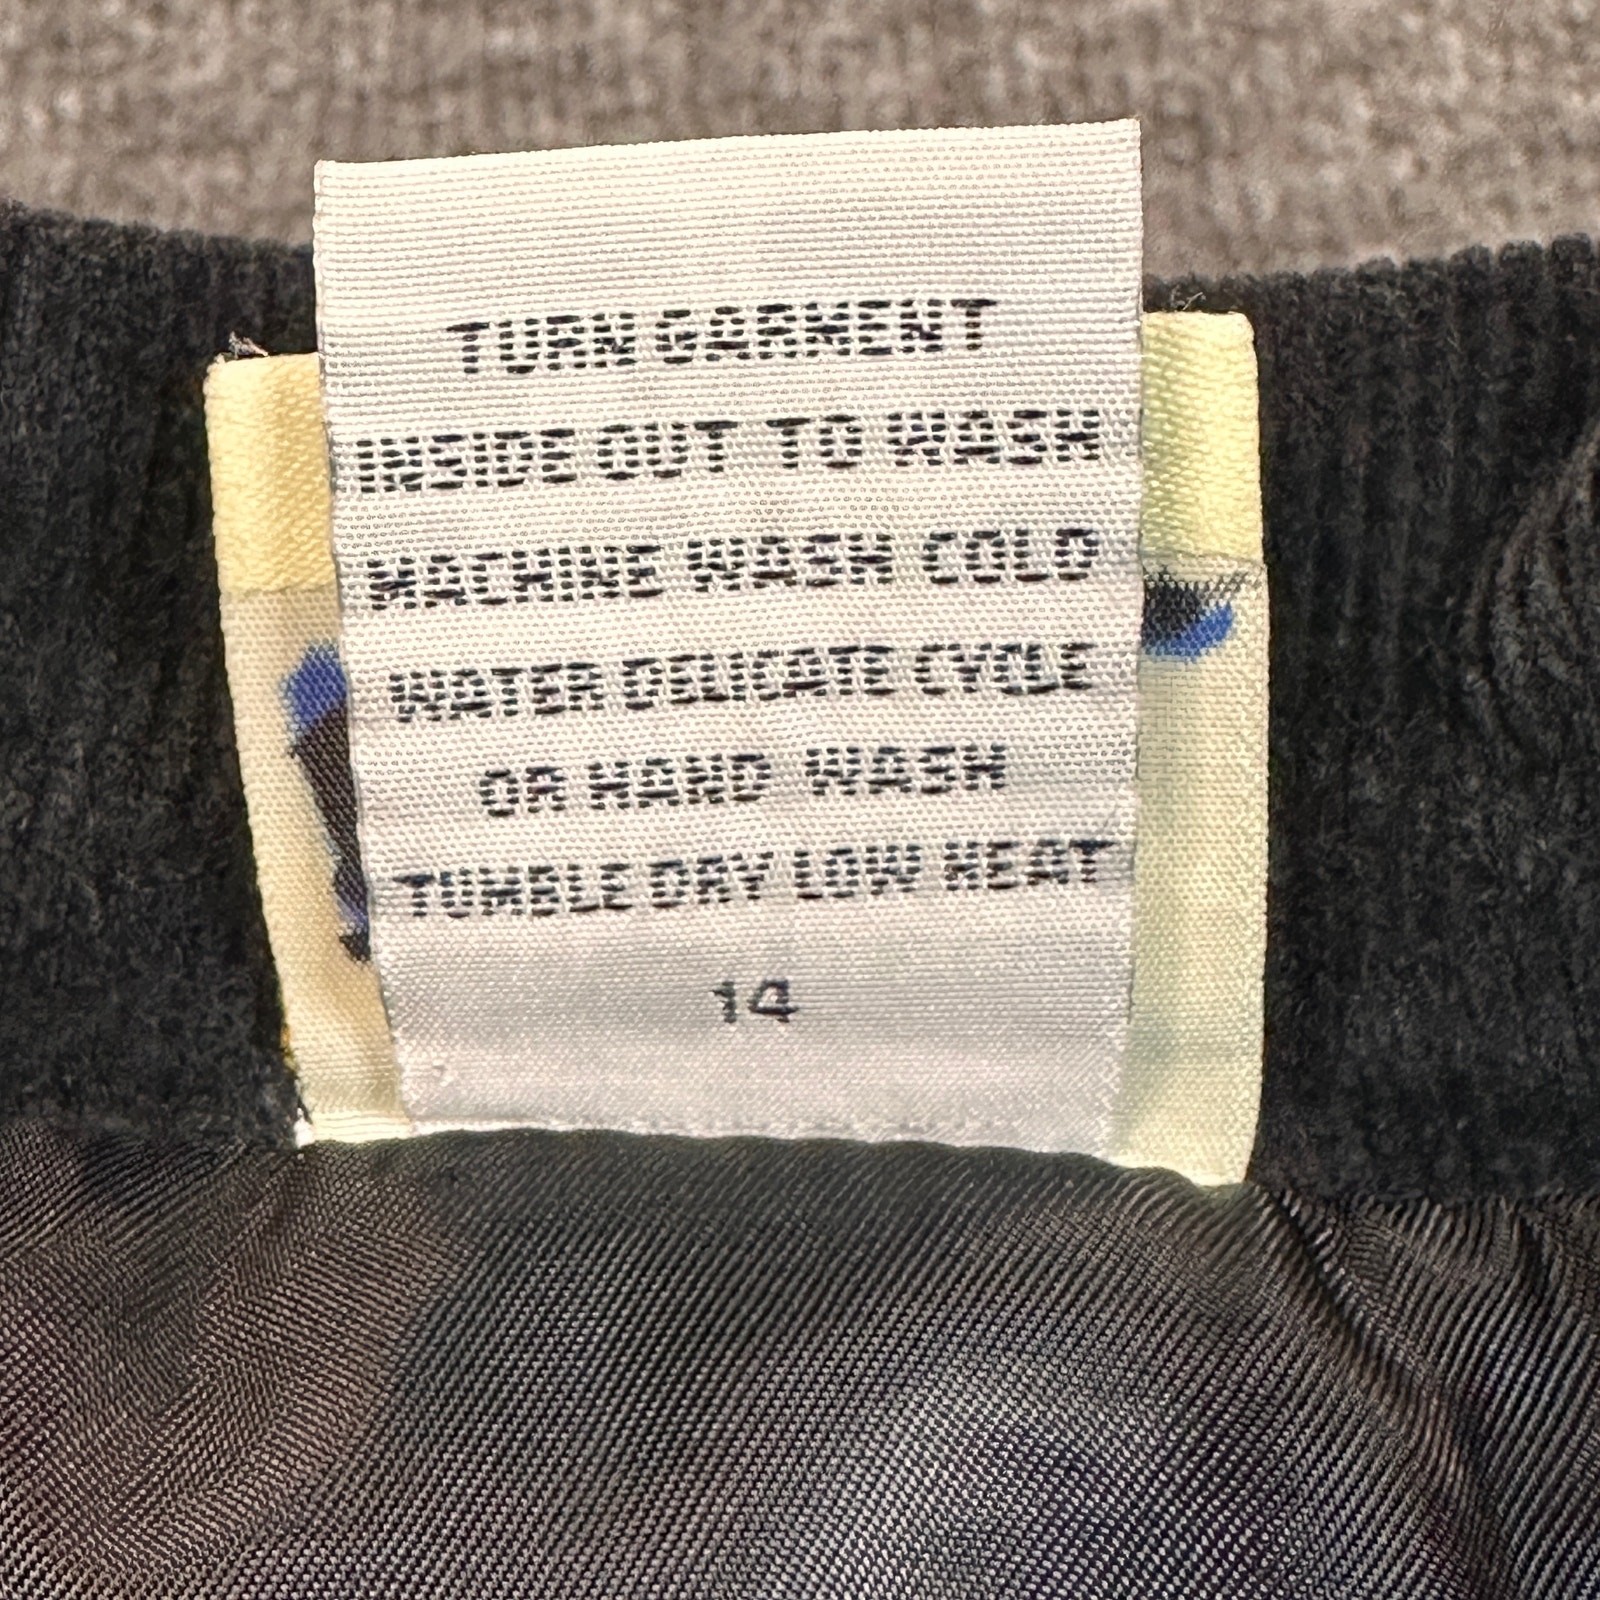 TURN GARMENT
INSIDE OUT TO WASH
MACHINE WASH COLD
WATER DELICATE CYCLE
OR HAND WASH
TUMBLE DRY LOW HEAT
14